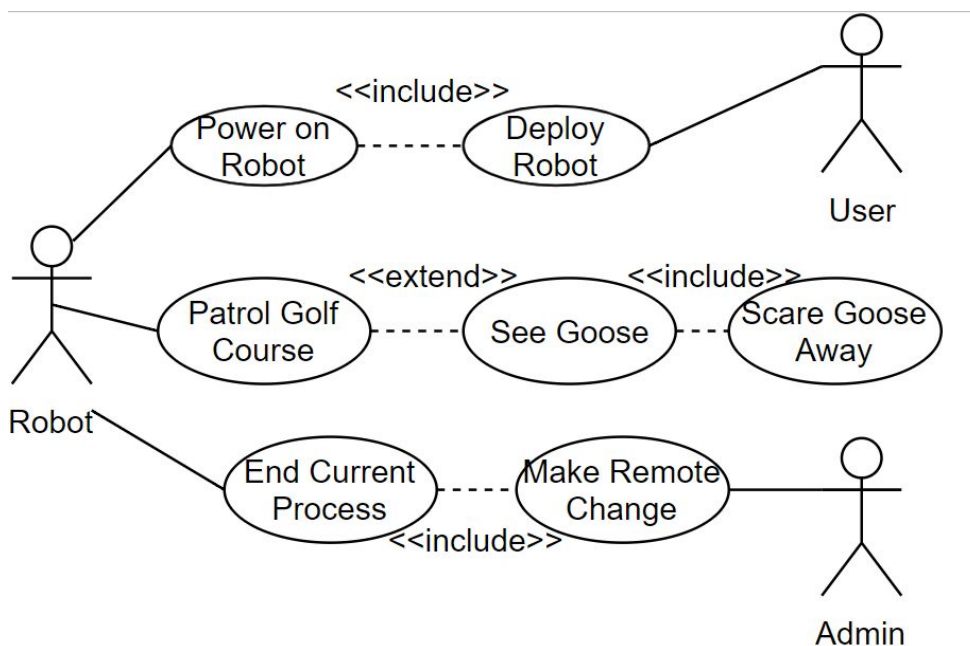 <<include>>
Power on
Robot
Deploy
Robot
User
<<extend>>
<<include>>
Patrol Golf
Course
See Goose
Scare Goose
Away
Robot
End Current
Process
Make Remote
Change
<<include>>
Admin